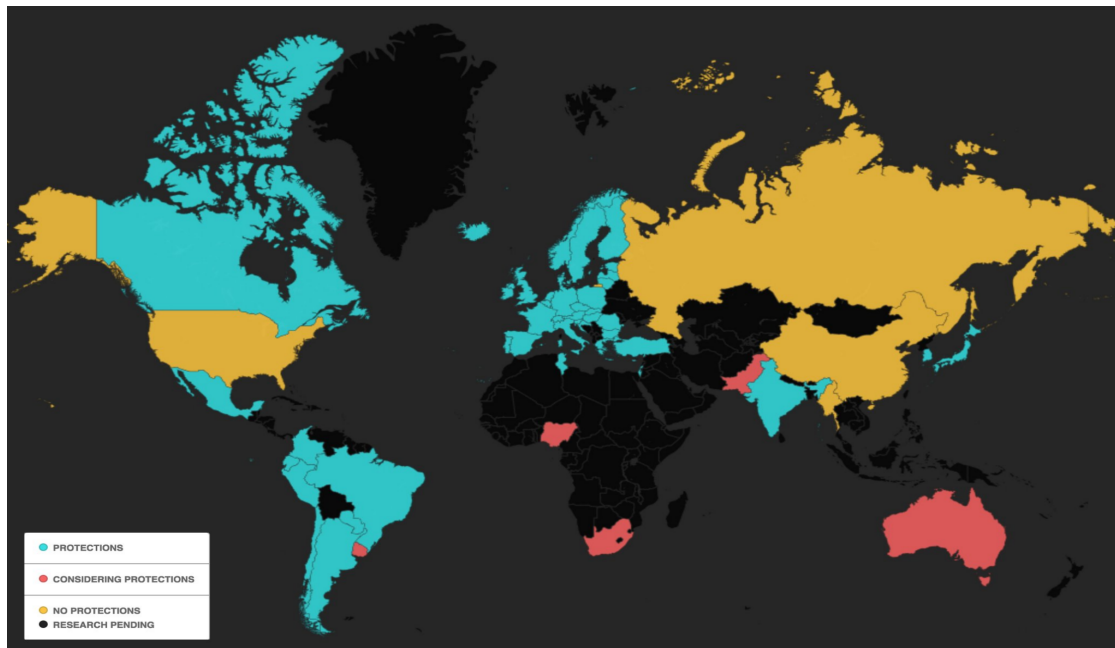 PROTECTIONS
CONSIDERING PROTECTIONS
NO PROTECTIONS
RESEARCH PENDING